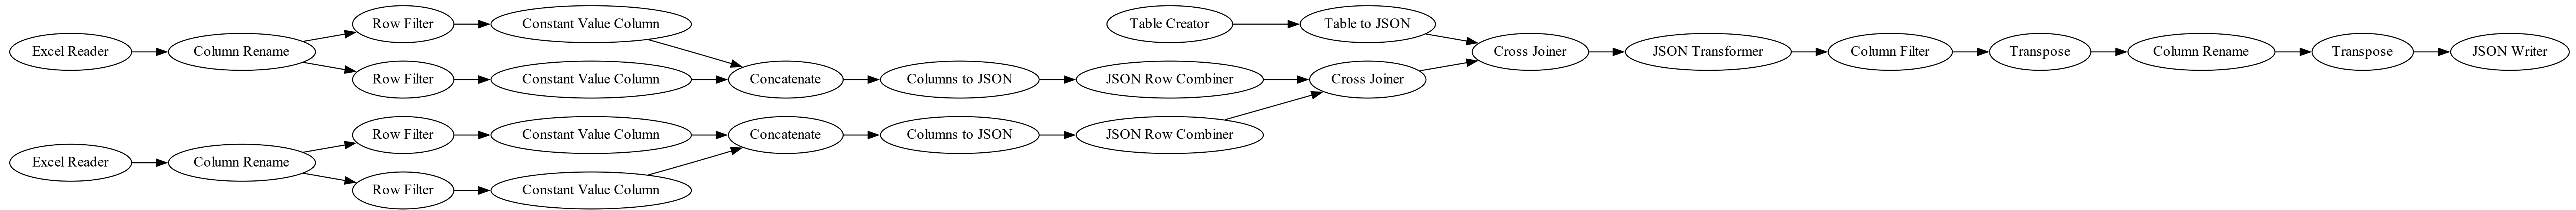 Excel Reader
Column Rename
Row Filter
Constant Value Column
Row Filter
Constant Value Column
Concatenate
Columns to JSON
JSON Row Combiner
Table Creator
Table to JSON
Cross Joiner
Cross Joiner
JSON Transformer
Column Filter
Transpose
Column Rename
Transpose
JSON Writer
Excel Reader
Column Rename
Row Filter
Constant Value Column
Row Filter
Constant Value Column
Concatenate
Columns to JSON
JSON Row Combiner